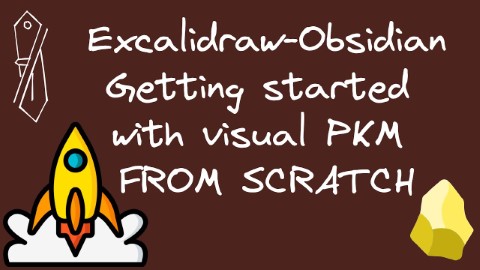 Excalidraw-Obsidian
Getting started
with visual PKM
FROM SCRATCH